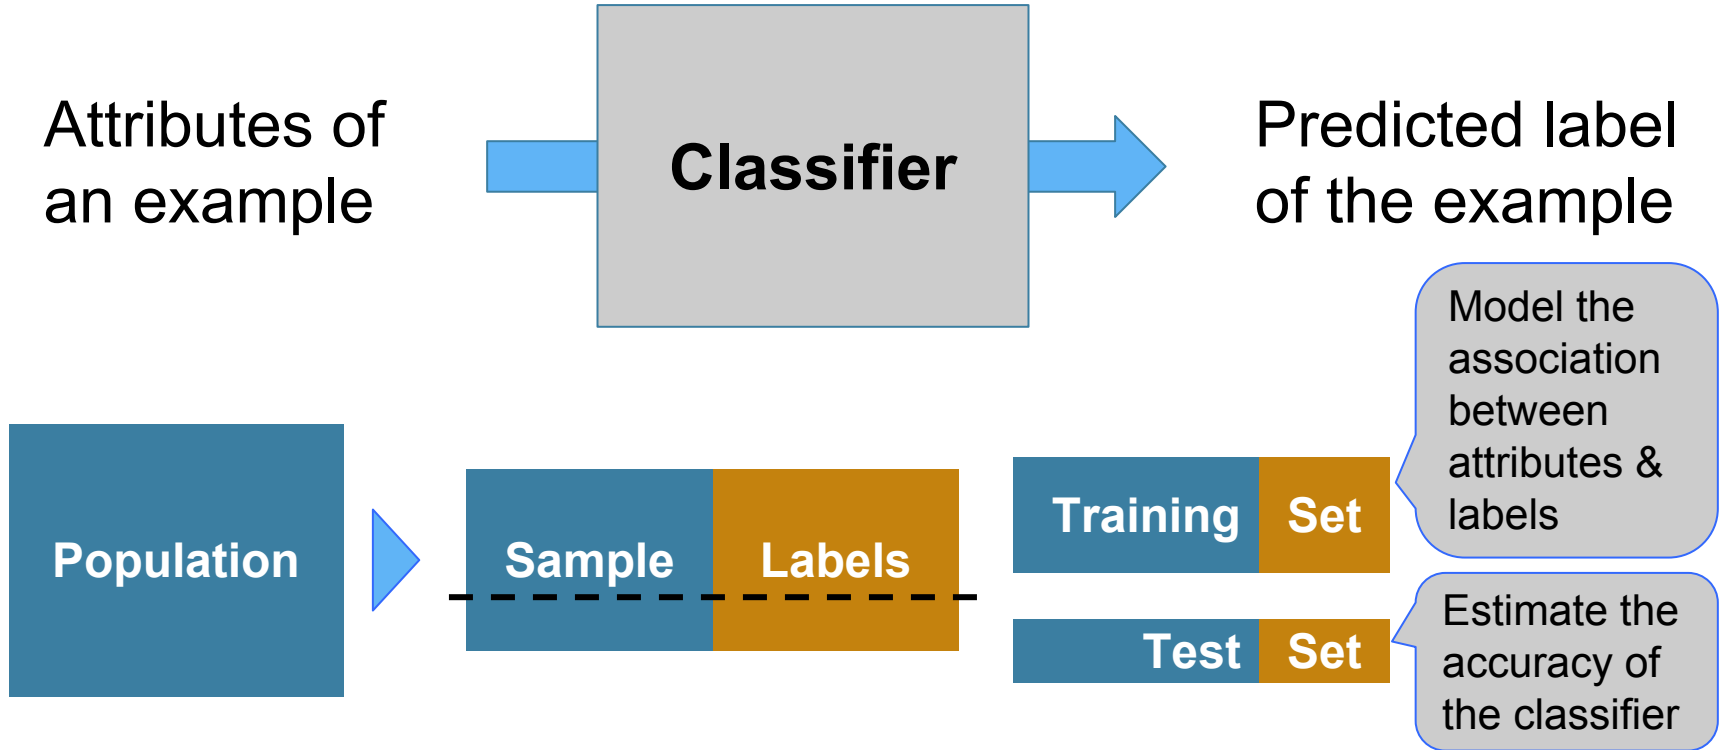 Attributes of
an example
Classifier
Predicted label
of the example
Population
Sample
Labels
Training Set
Test Set
Model the
association
between
attributes &
labels
Estimate the
accuracy of
the classifier